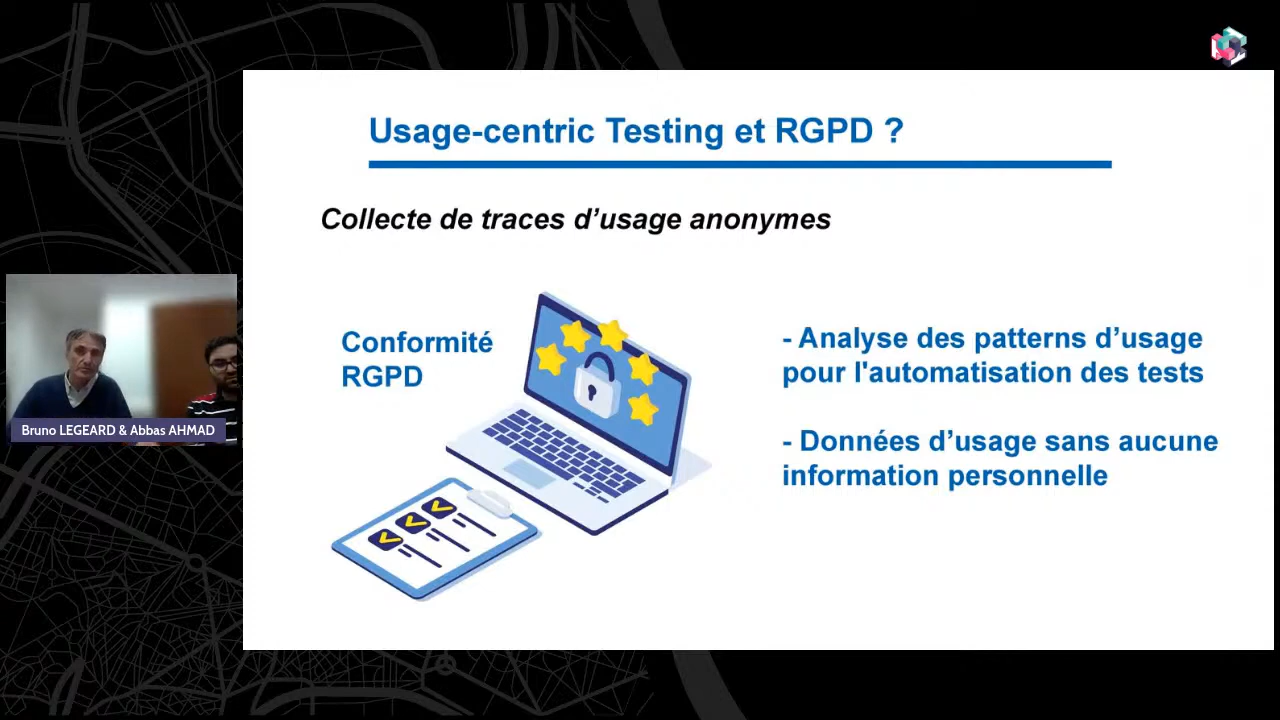 Usage-centric Testing et RGPD ?
Collecte de traces d’usage anonymes
Conformité
RGPD
- Analyse des patterns d’usage
pour l'automatisation des tests
- Données d’usage sans aucune
information personnelle
Bruno LEGEARD & Abbas AHMAD